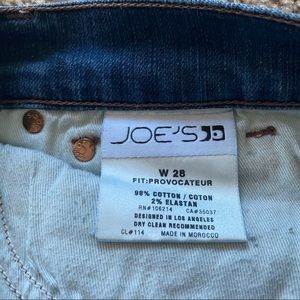 JOE'S
W 28
FIT:PROVOCATEUR
98% COTTON / COTON
2% ELASTAN
RN#106214 CA#35037
DESIGNED IN LOS ANGELES
DRY CLEAN RECOMMENDED
CL#114 MADE IN MOROCCO